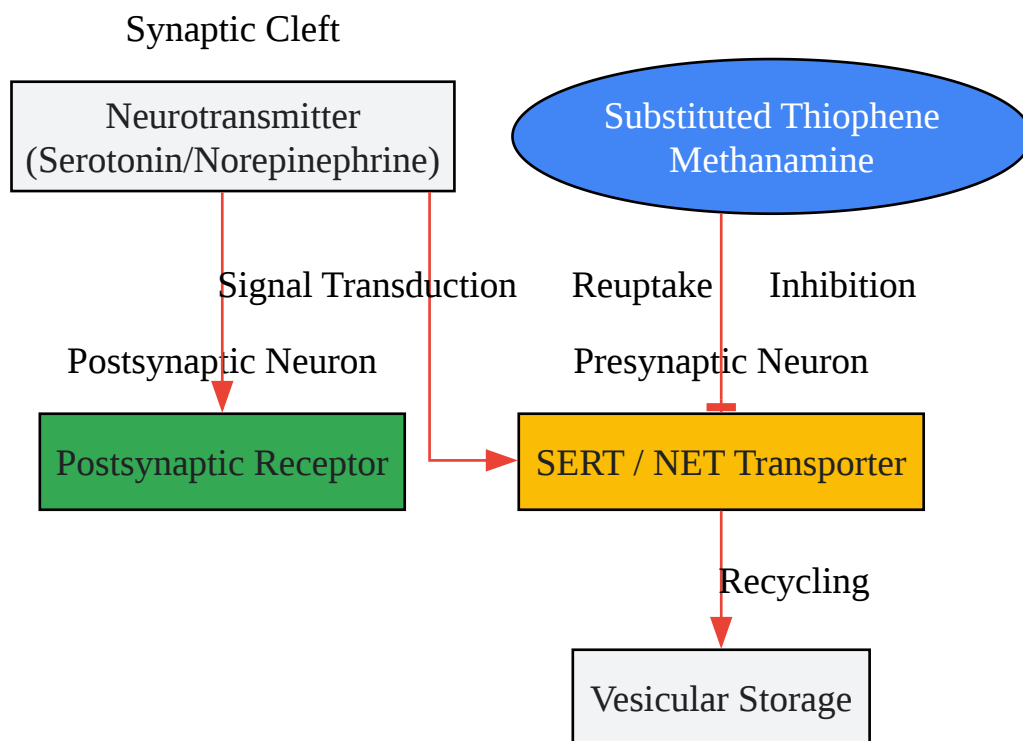 Synaptic Cleft
Neurotransmitter
(Serotonin/Norepinephrine)
Substituted Thiophene
Methanamine
Signal Transduction
Reuptake
Inhibition
Postsynaptic Neuron
Presynaptic Neuron
Postsynaptic Receptor
SERT / NET Transporter
Recycling
Vesicular Storage